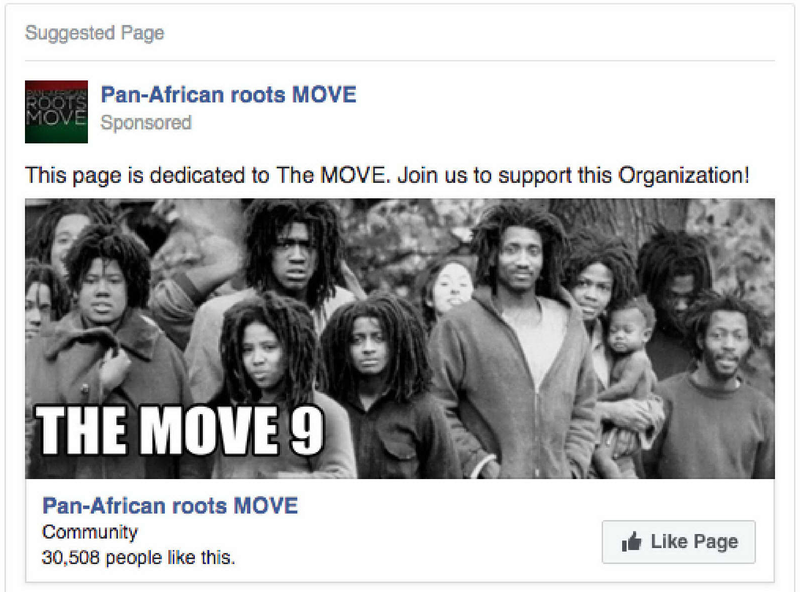 Suggested Page
PAN-AFRICAN
ROOTS
MOVE
Pan-African roots MOVE
Sponsored
This page is dedicated to The MOVE. Join us to support this Organization!
THE MOVE 9
Pan-African roots MOVE
Community
30,508 people like this.
Like Page